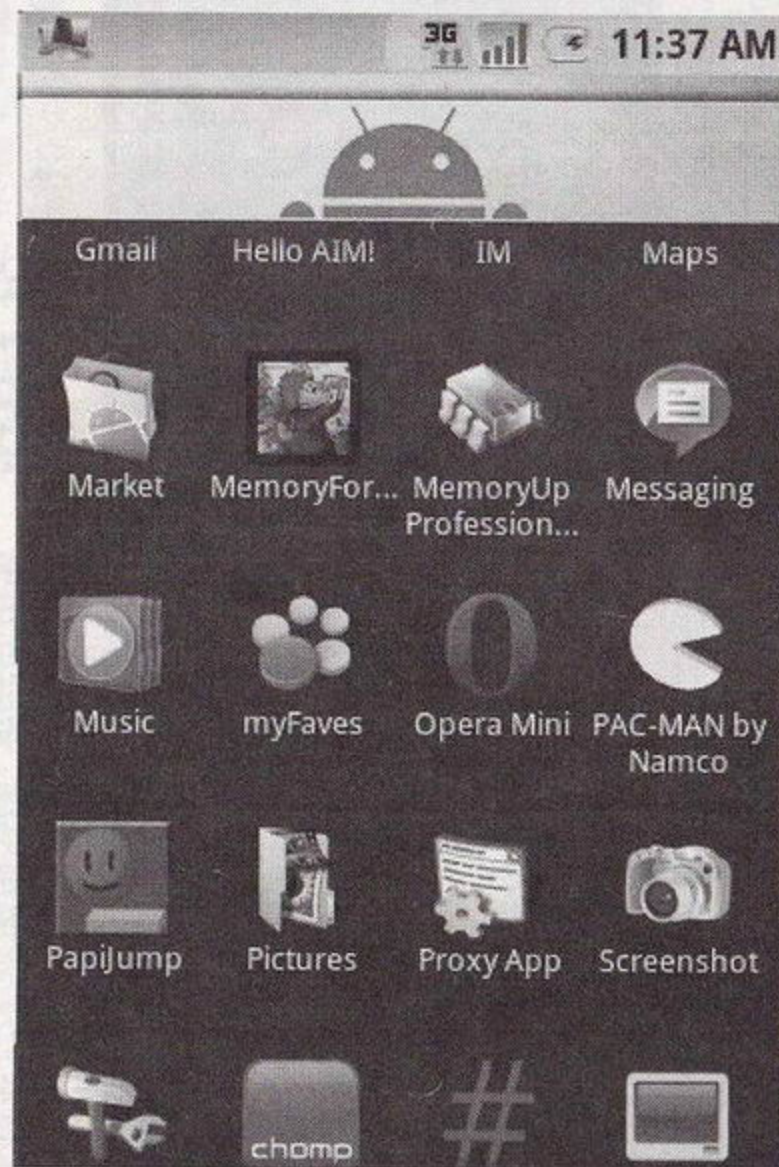 3G 11:37 AM
Gmail Hello AIM! IM Maps
Market MemoryFor... MemoryUp Profession... Messaging
Music myFaves Opera Mini PAC-MAN by Namco
PapiJump Pictures Proxy App Screenshot
chomp #